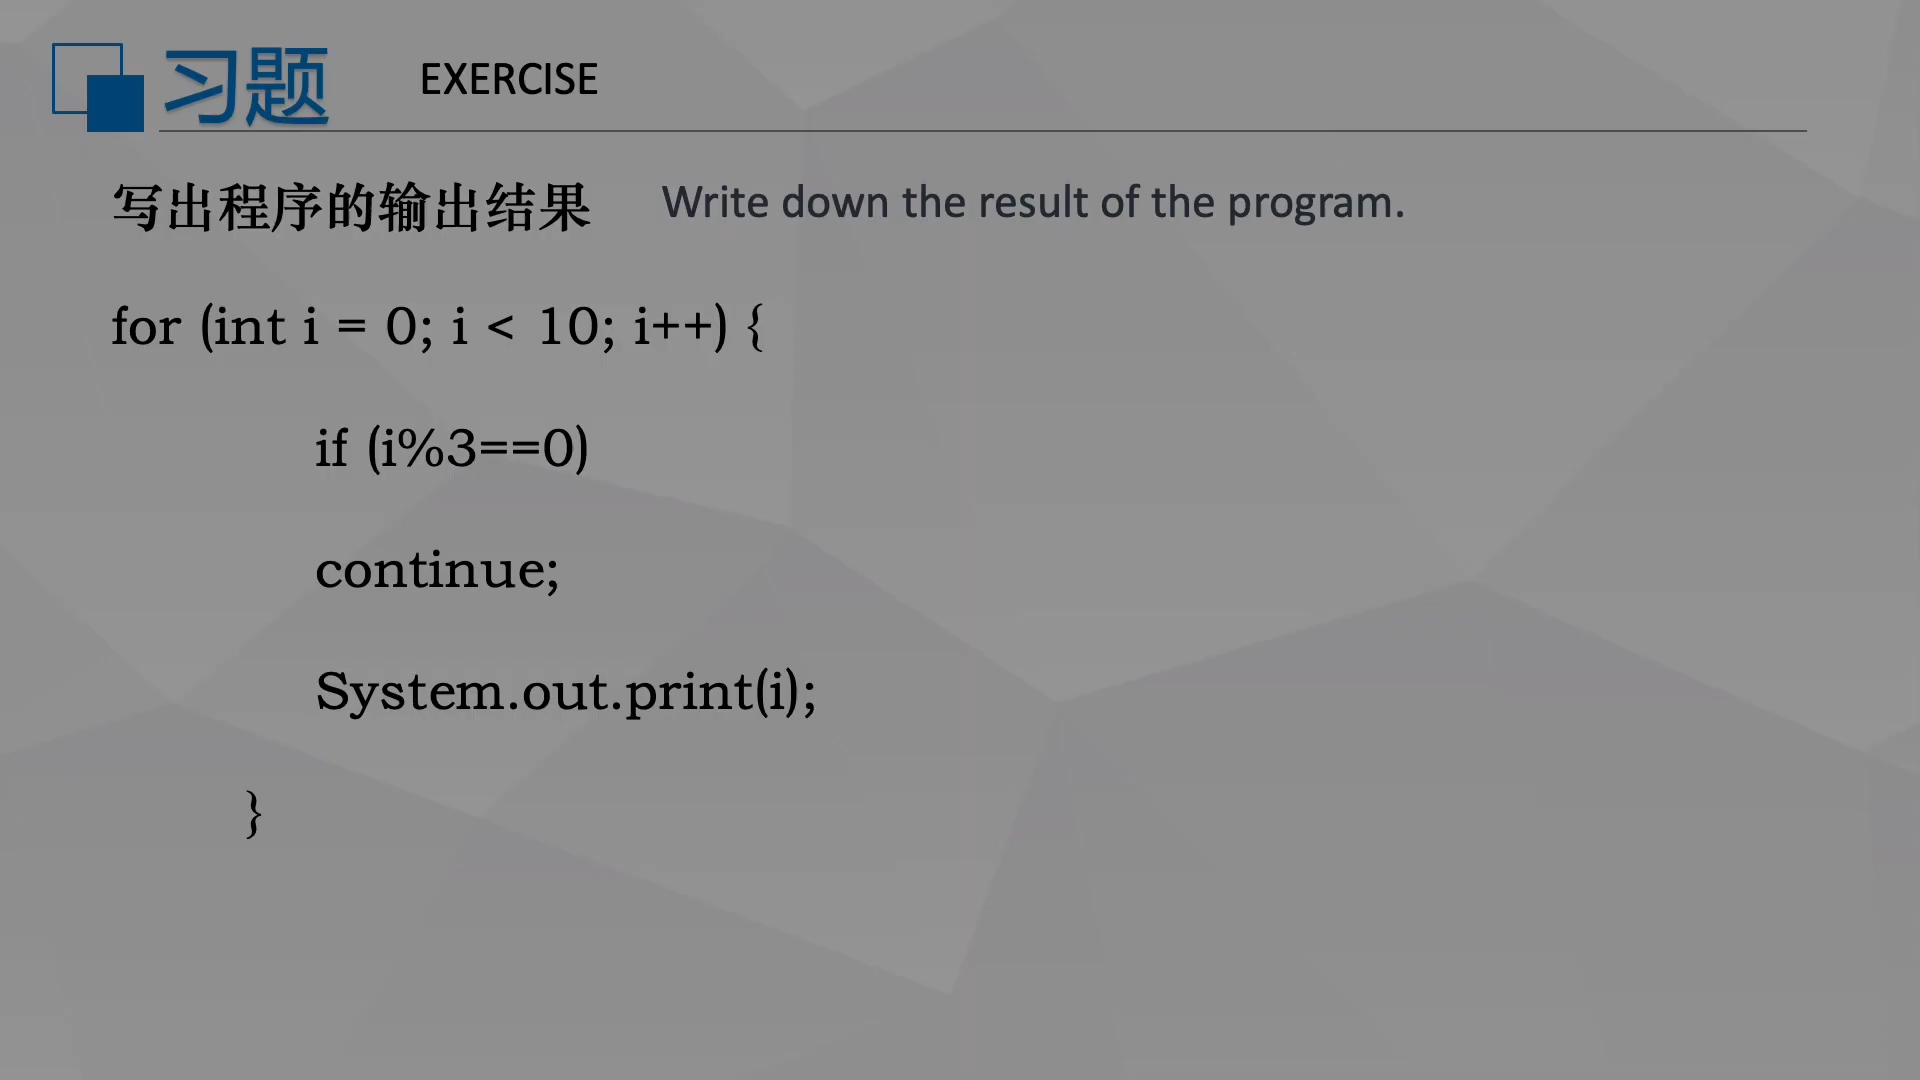 习题 EXERCISE
写出程序的输出结果 Write down the result of the program.
for (int i = 0; i < 10; i++) {
if (i%3==0)
continue;
System.out.print(i);
}